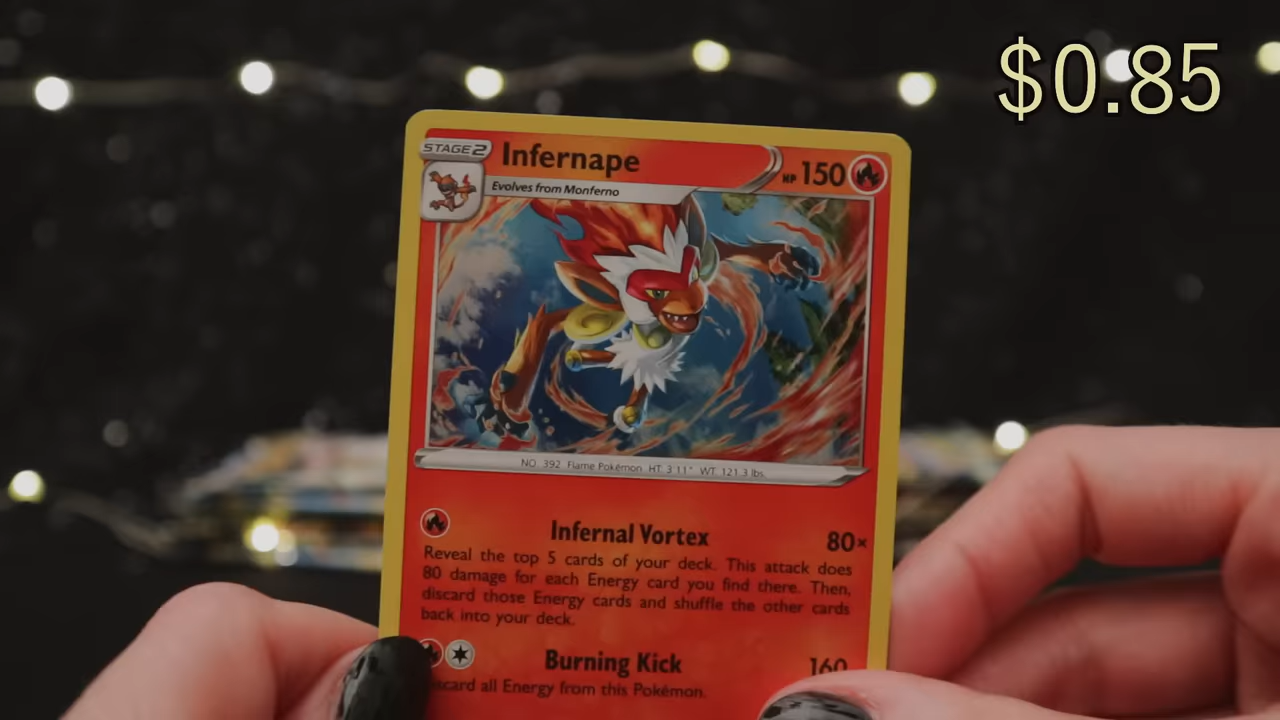 $0.85
STAGE 2
Infernape
HP 150
Evolves from Monferno
NO. 392 Flame Pokémon HT 3'11" WT. 121.3 lbs.
Infernal Vortex 80×
Reveal the top 5 cards of your deck. This attack does
80 damage for each Energy card you find there. Then,
discard those Energy cards and shuffle the other cards
back into your deck.
Burning Kick 160
all Energy from this Pokémon.